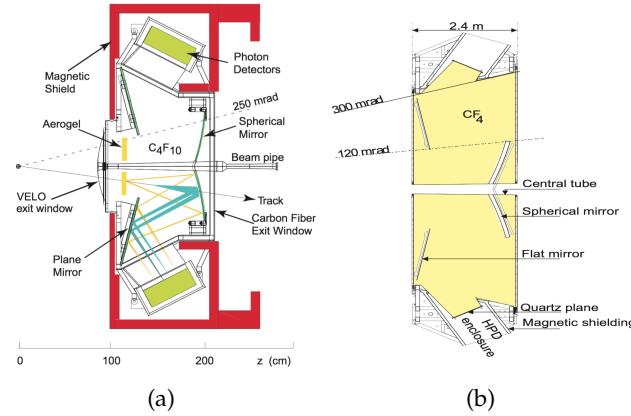 Magnetic
Shield
Photon
Detectors
250 mrad
Aerogel
C4F10
Spherical
Mirror
Beam pipe
VELO
exit window
Track
Carbon Fiber
Exit Window
Plane
Mirror
0 100 200 z (cm)
(a)
2.4 m
300 mrad
CF4
120 mrad
Central tube
Spherical mirror
Flat mirror
Quartz plane
Magnetic shielding
HPD
enclosure
(b)